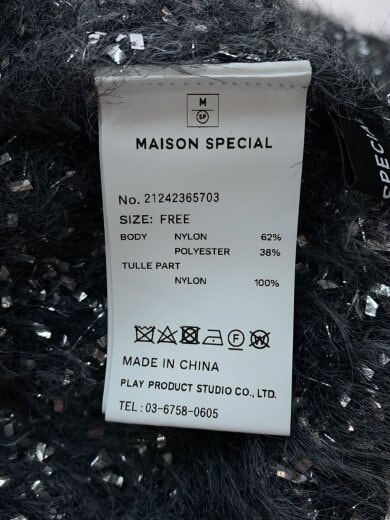 M
SP
MAISON SPECIAL
No. 21242365703
SIZE: FREE
BODY NYLON 62%
POLYESTER 38%
TULLE PART
NYLON 100%
F
W
MADE IN CHINA
PLAY PRODUCT STUDIO CO., LTD.
TEL: 03-6758-0605
SPECI